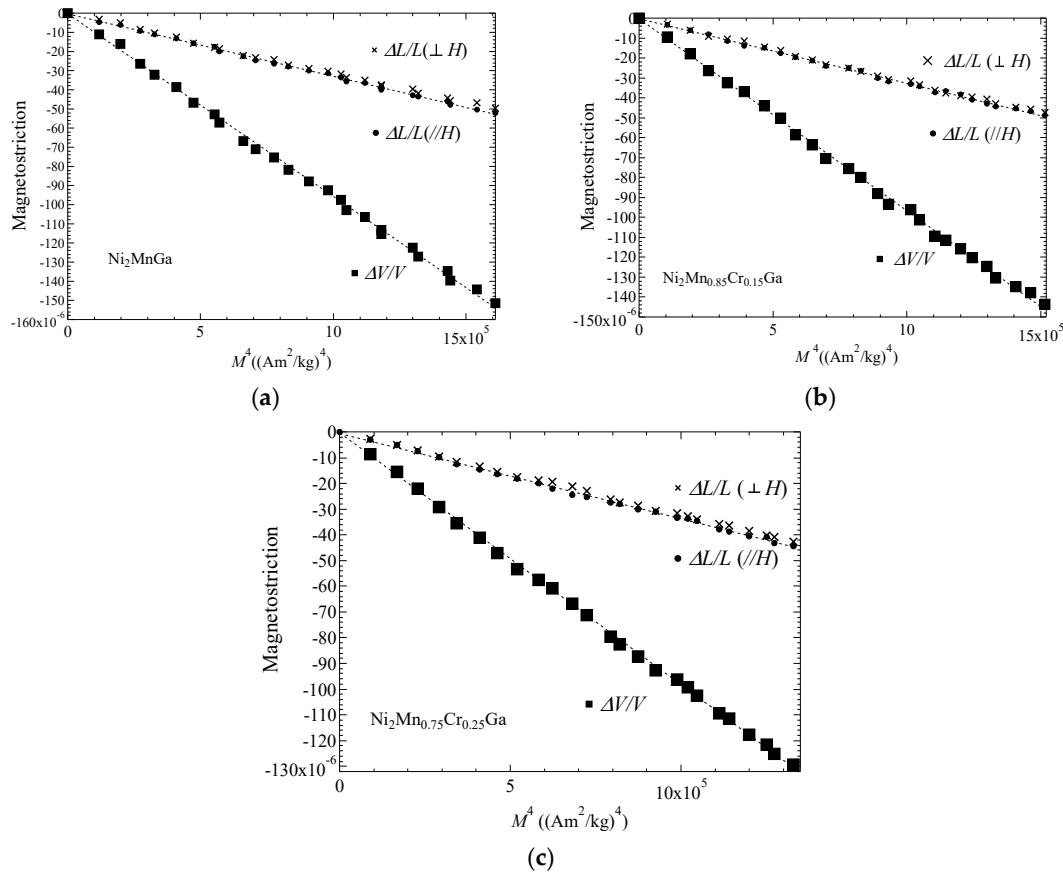 0
-10
-20
-30
-40
-50
-60
-70
-80
-90
-100
-110
-120
-130
-140
-150
-160x10⁻⁶
Magnetostriction
ΔL/L(⊥ H)
ΔL/L(//H)
ΔV/V
Ni₂MnGa
0 5 10 15x10⁵
M⁴((Am²/kg)⁴)
(a)
0
-10
-20
-30
-40
-50
-60
-70
-80
-90
-100
-110
-120
-130
-140
-150x10⁻⁶
Magnetostriction
ΔL/L (⊥ H)
ΔL/L (//H)
ΔV/V
Ni₂Mn₀.₈₅Cr₀.₁₅Ga
0 5 10 15x10⁵
M⁴((Am²/kg)⁴)
(b)
0
-10
-20
-30
-40
-50
-60
-70
-80
-90
-100
-110
-120
-130x10⁻⁶
Magnetostriction
ΔL/L (⊥ H)
ΔL/L (//H)
ΔV/V
Ni₂Mn₀.₇₅Cr₀.₂₅Ga
0 5 10x10⁵
M⁴ ((Am²/kg)⁴)
(c)